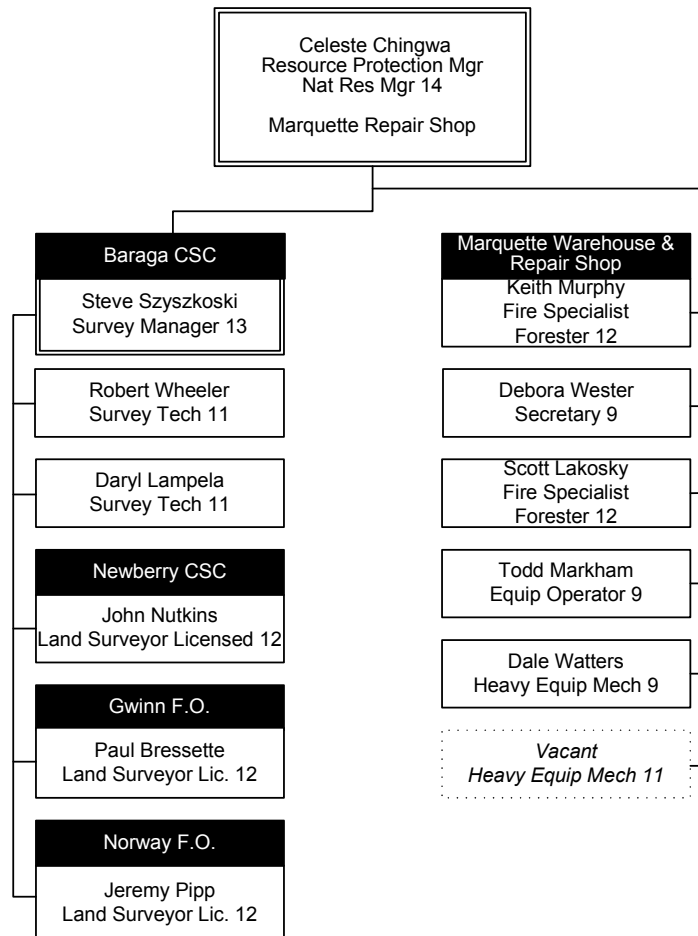 Celeste Chingwa
Resource Protection Mgr
Nat Res Mgr 14
Marquette Repair Shop
Baraga CSC
Steve Szyszkoski
Survey Manager 13
Robert Wheeler
Survey Tech 11
Daryl Lampela
Survey Tech 11
Newberry CSC
John Nutkins
Land Surveyor Licensed 12
Gwinn F.O.
Paul Bressette
Land Surveyor Lic. 12
Norway F.O.
Jeremy Pipp
Land Surveyor Lic. 12
Marquette Warehouse &
Repair Shop
Keith Murphy
Fire Specialist
Forester 12
Debora Wester
Secretary 9
Scott Lakosky
Fire Specialist
Forester 12
Todd Markham
Equip Operator 9
Dale Watters
Heavy Equip Mech 9
Vacant
Heavy Equip Mech 11